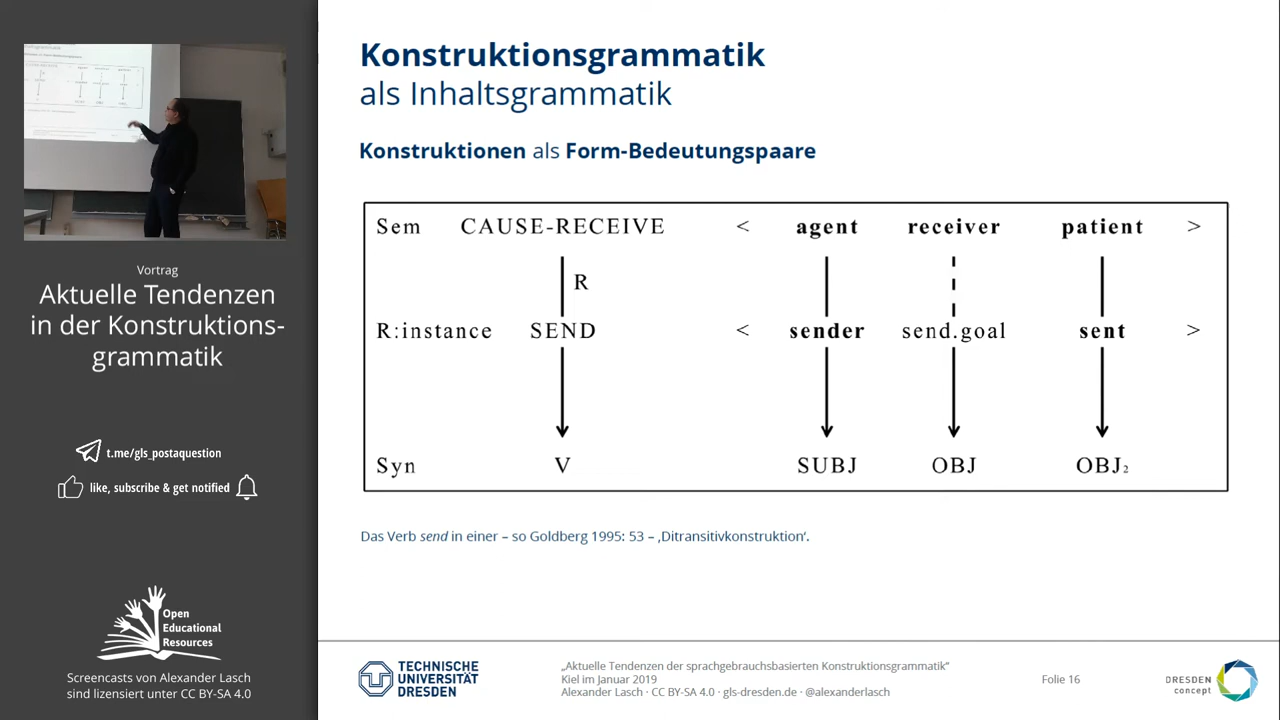 Konstruktionsgrammatik
als Inhaltsgrammatik
Konstruktionen als Form-Bedeutungspaare
Sem CAUSE-RECEIVE < agent receiver patient >
R
R:instance SEND < sender send.goal sent >
Syn V SUBJ OBJ OBJ₂
Das Verb send in einer – so Goldberg 1995: 53 – ‚Ditransitivkonstruktion‘.
Vortrag
Aktuelle Tendenzen
in der Konstruktions-
grammatik
t.me/gls_postaquestion
like, subscribe & get notified
Open
Educational
Resources
Screencasts von Alexander Lasch
sind lizensiert unter CC BY-SA 4.0
TECHNISCHE
UNIVERSITÄT
DRESDEN
„Aktuelle Tendenzen der sprachgebrauchsbasierten Konstruktionsgrammatik“
Kiel im Januar 2019
Alexander Lasch · CC BY-SA 4.0 · gls-dresden.de · @alexanderlasch
Folie 16
DRESDEN
concept